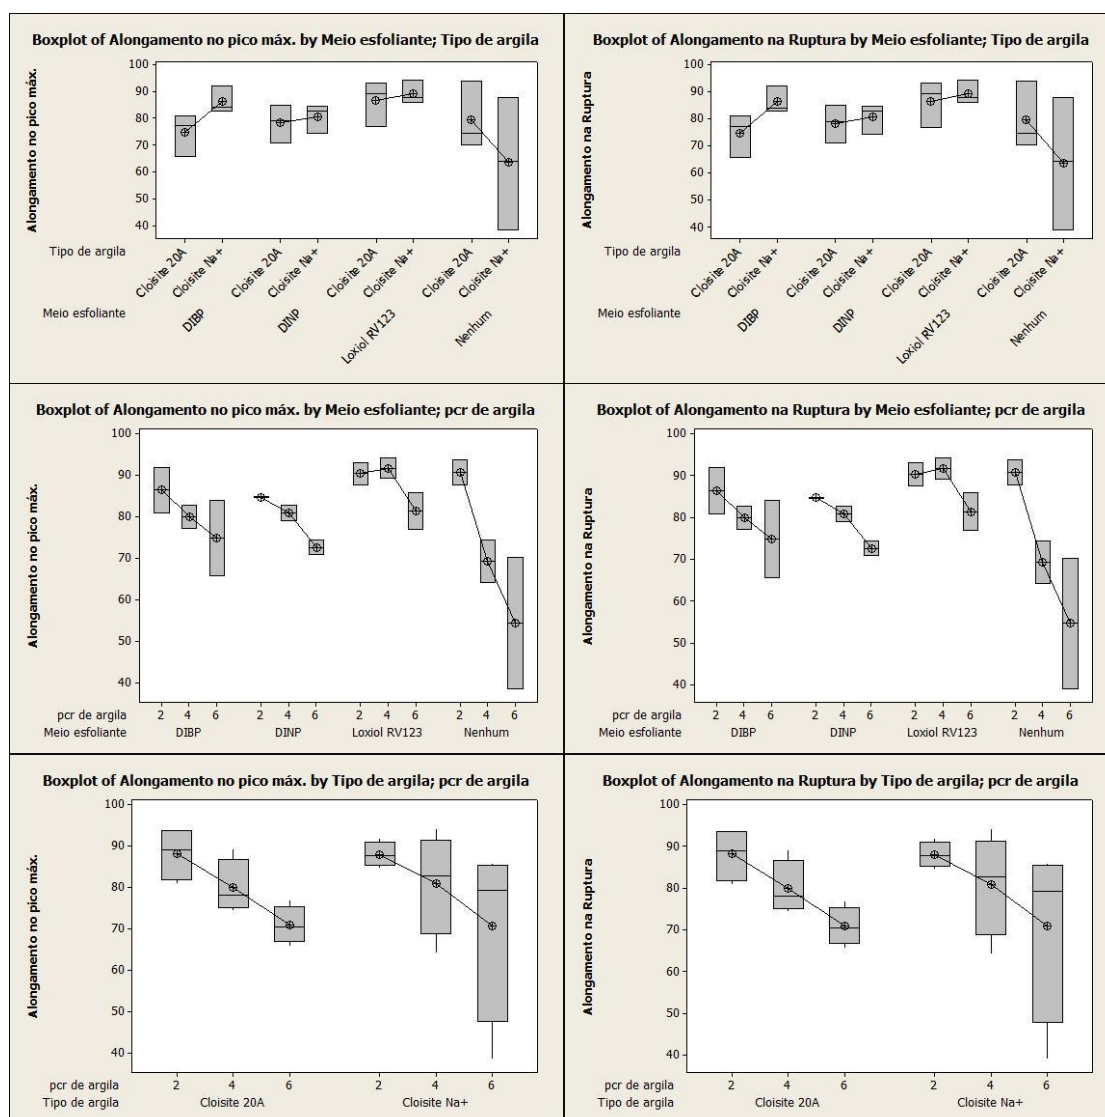 Boxplot of Alongamento no pico máx. by Meio esfoliante; Tipo de argila
Alongamento no pico máx.
100
90
80
70
60
50
40
Tipo de argila
Cloisite 20A
Cloisite Na+
Cloisite 20A
Cloisite Na+
Cloisite 20A
Cloisite Na+
Cloisite 20A
Cloisite Na+
Meio esfoliante
DIBP
DINP
Loxiol RV123
Nenhum
Boxplot of Alongamento na Ruptura by Meio esfoliante; Tipo de argila
Alongamento na Ruptura
100
90
80
70
60
50
40
Tipo de argila
Cloisite 20A
Cloisite Na+
Cloisite 20A
Cloisite Na+
Cloisite 20A
Cloisite Na+
Cloisite 20A
Cloisite Na+
Meio esfoliante
DIBP
DINP
Loxiol RV123
Nenhum
Boxplot of Alongamento no pico máx. by Meio esfoliante; pcr de argila
Alongamento no pico máx.
100
90
80
70
60
50
40
pcr de argila 2 4 6 2 4 6 2 4 6 2 4 6
Meio esfoliante DIBP DINP Loxiol RV123 Nenhum
Boxplot of Alongamento na Ruptura by Meio esfoliante; pcr de argila
Alongamento na Ruptura
100
90
80
70
60
50
40
pcr de argila 2 4 6 2 4 6 2 4 6 2 4 6
Meio esfoliante DIBP DINP Loxiol RV123 Nenhum
Boxplot of Alongamento no pico máx. by Tipo de argila; pcr de argila
Alongamento no pico máx.
100
90
80
70
60
50
40
pcr de argila 2 4 6 2 4 6
Tipo de argila Cloisite 20A Cloisite Na+
Boxplot of Alongamento na Ruptura by Tipo de argila; pcr de argila
Alongamento na Ruptura
100
90
80
70
60
50
40
pcr de argila 2 4 6 2 4 6
Tipo de argila Cloisite 20A Cloisite Na+